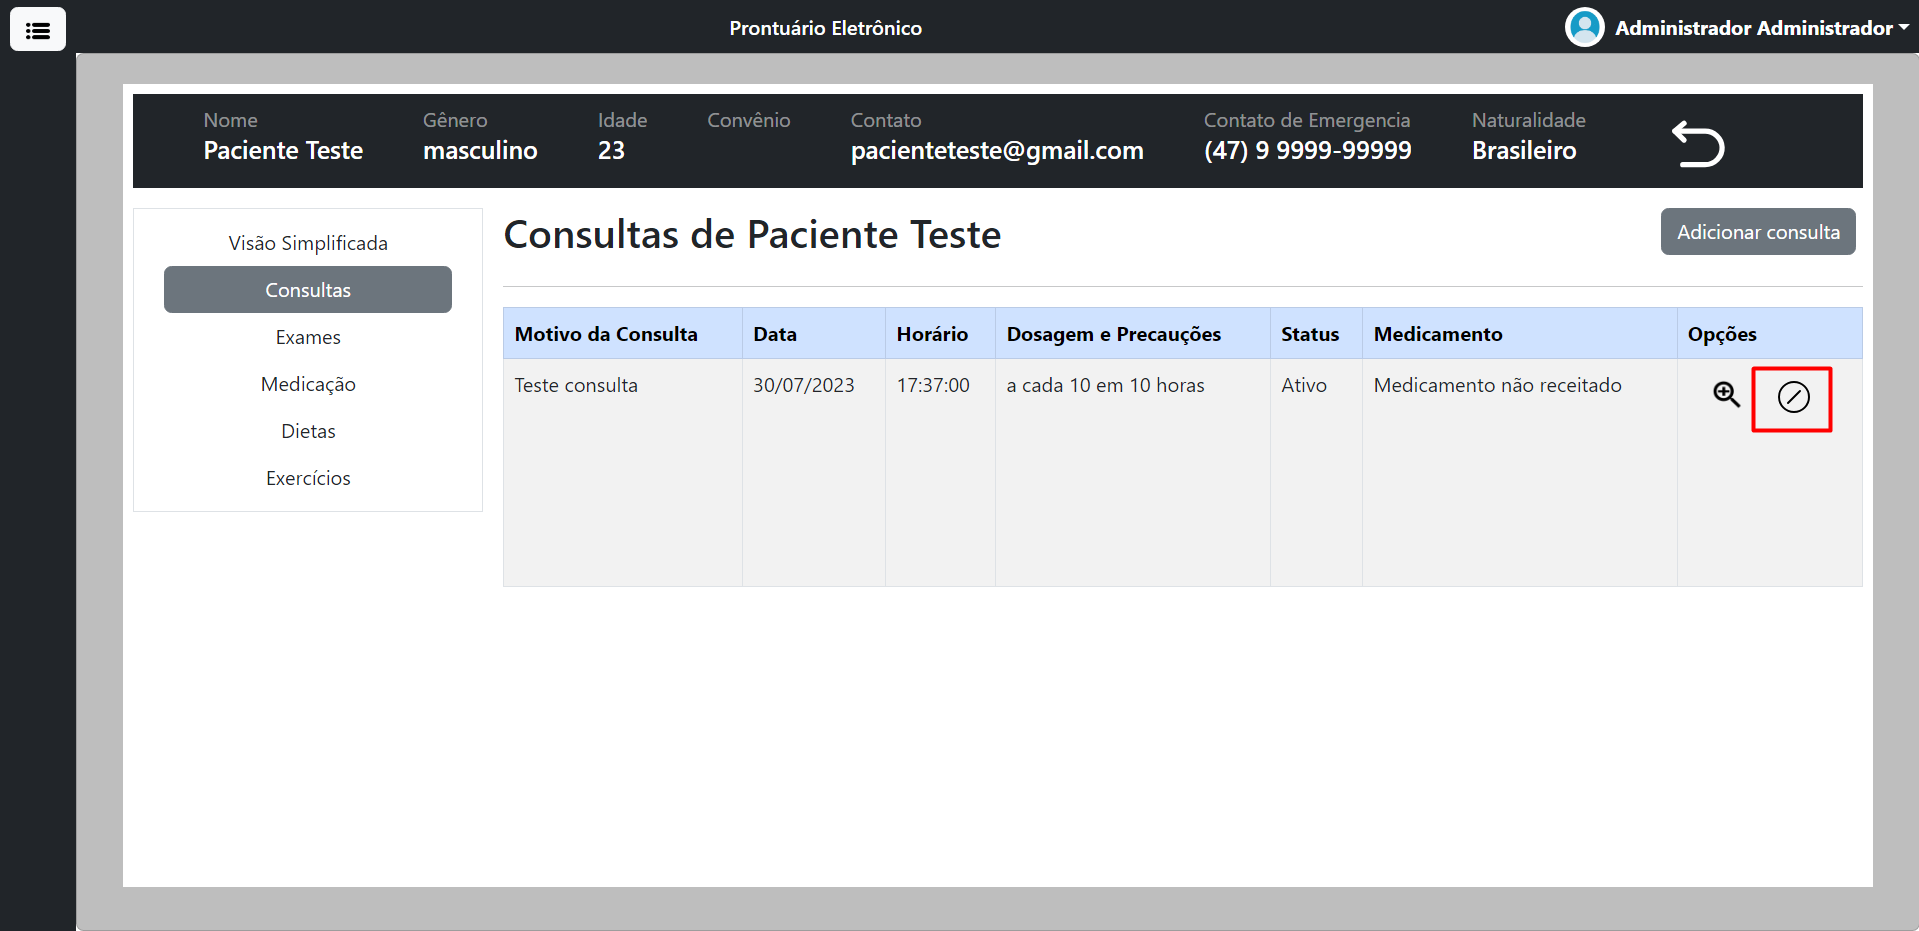 Prontuário Eletrônico
Administrador Administrador
Nome Gênero Idade Convênio Contato Contato de Emergencia Naturalidade
Paciente Teste masculino 23 pacienteteste@gmail.com (47) 9 9999-99999 Brasileiro
Visão Simplificada
Consultas
Exames
Medicação
Dietas
Exercícios
Consultas de Paciente Teste
Adicionar consulta
Motivo da Consulta Data Horário Dosagem e Precauções Status Medicamento Opções
Teste consulta 30/07/2023 17:37:00 a cada 10 em 10 horas Ativo Medicamento não receitado